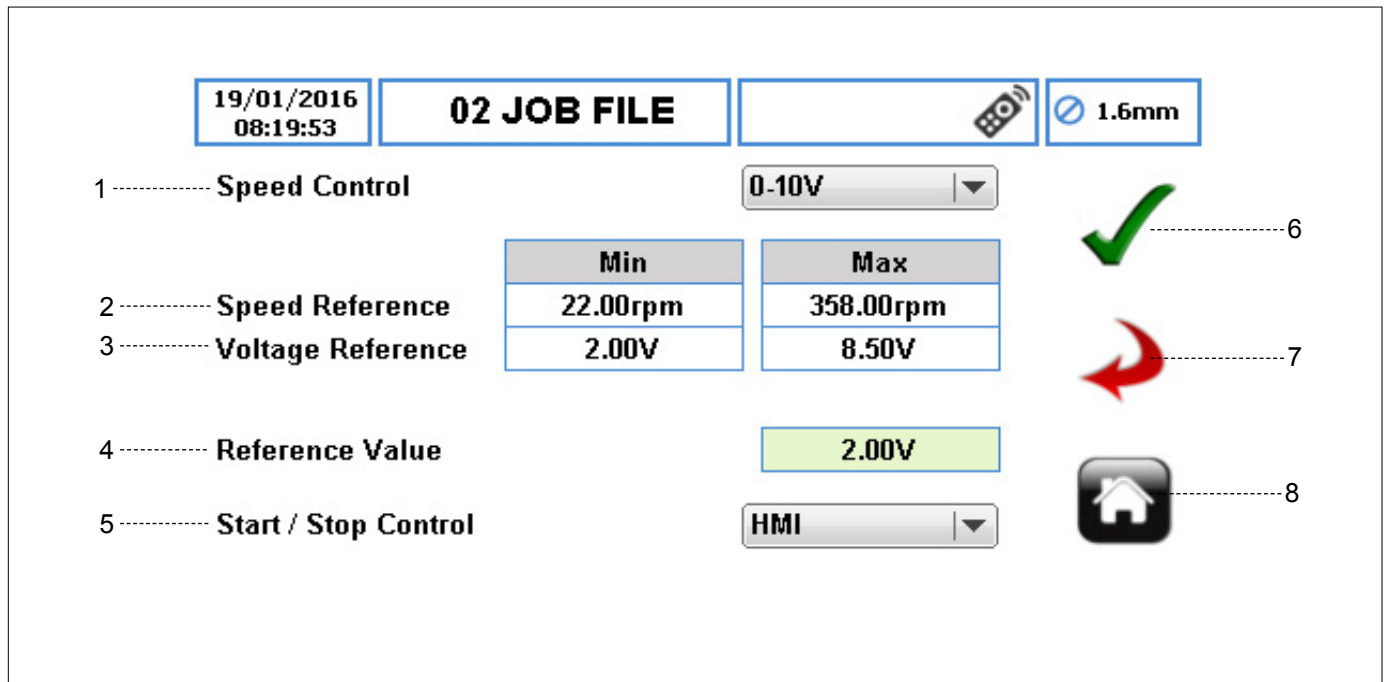 19/01/2016
08:19:53
02 JOB FILE
1.6mm
1 Speed Control 0-10V
6
Min Max
2 Speed Reference 22.00rpm 358.00rpm
3 Voltage Reference 2.00V 8.50V
7
4 Reference Value 2.00V
8
5 Start / Stop Control HMI